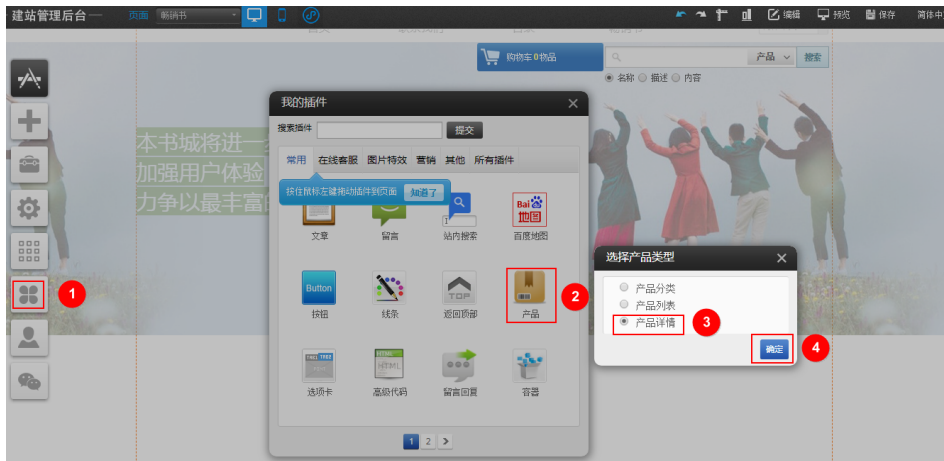 建站管理后台一 页面 畅销书 编辑 预览 保存 简体中
购物车 0 物品
产品 搜索
名称 描述 内容
本书城将进一
加强用户体验
力争以最丰富
我的插件
搜索插件 提交
常用 在线客服 图片特效 营销 其他 所有插件
按住鼠标左键拖动插件到页面 知道了
Bai
地图
文章 留言 站内搜索 百度地图
Button
TOP
按钮 线条 返回顶部 产品
TAB1 TAB2
HTML
HTML
选项卡 高级代码 留言回复 容器
1 2 >
选择产品类型
产品分类
产品列表
产品详情
确定
1
2
3
4